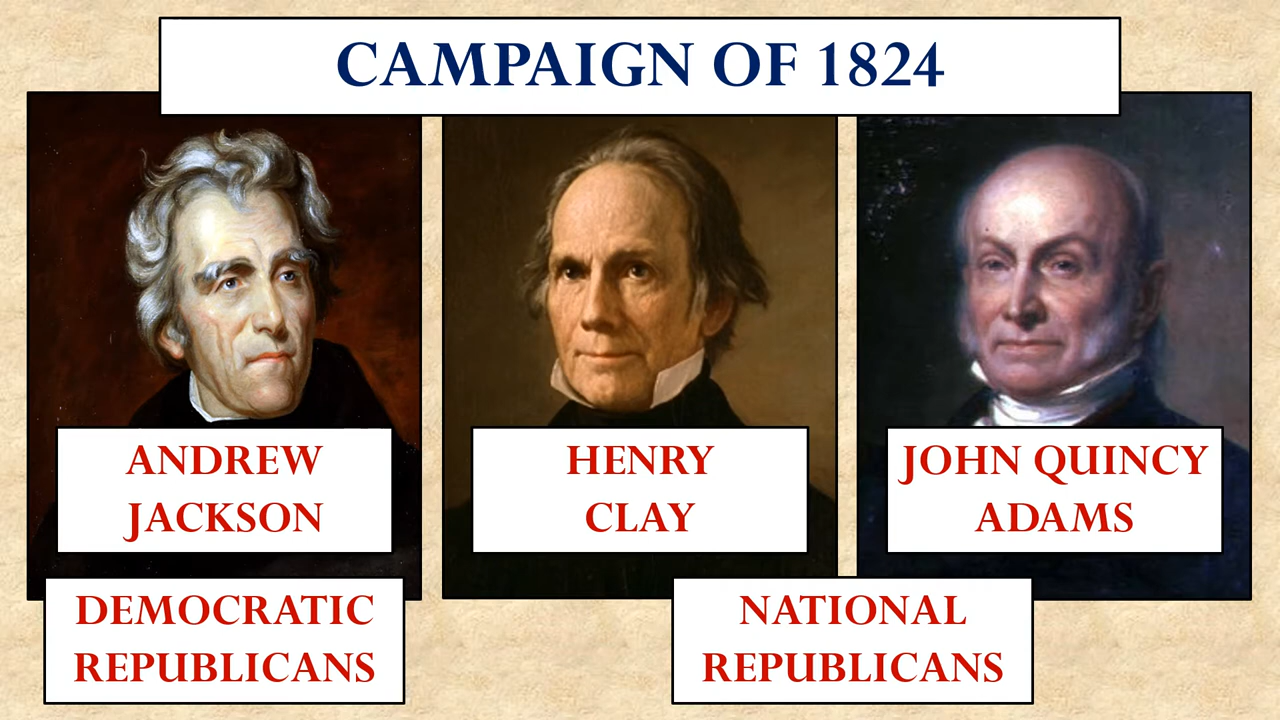 CAMPAIGN OF 1824
ANDREW
JACKSON
HENRY
CLAY
JOHN QUINCY
ADAMS
DEMOCRATIC
REPUBLICANS
NATIONAL
REPUBLICANS